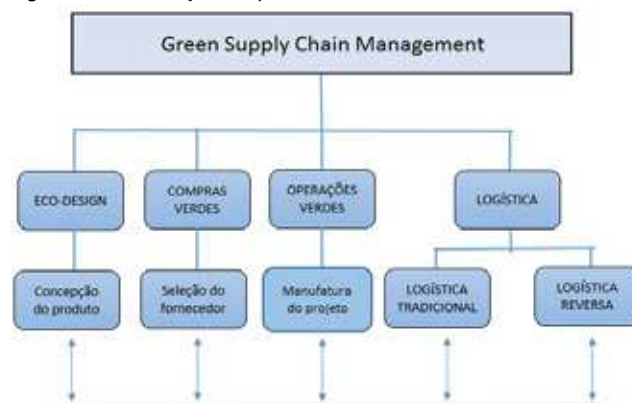 Green Supply Chain Management
ECO-DESIGN
COMPRAS
VERDES
OPERAÇÕES
VERDES
LOGÍSTICA
Concepção
do produto
Seleção do
fornecedor
Manufatura
do projeto
LOGÍSTICA
TRADICIONAL
LOGÍSTICA
REVERSA